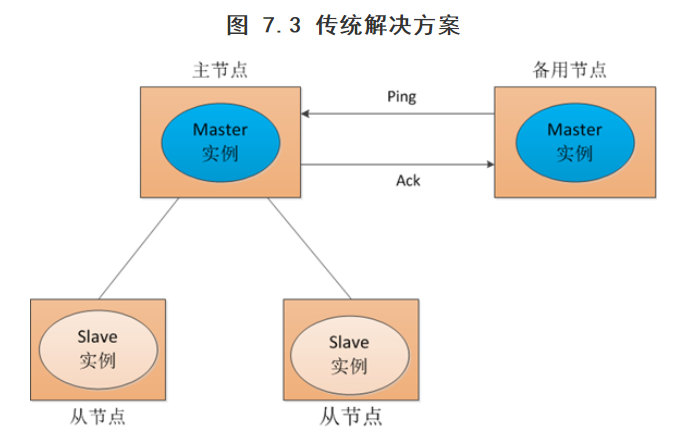 图 7.3 传统解决方案
主节点
备用节点
Master
实例
Ping
Ack
Master
实例
Slave
实例
Slave
实例
从节点
从节点